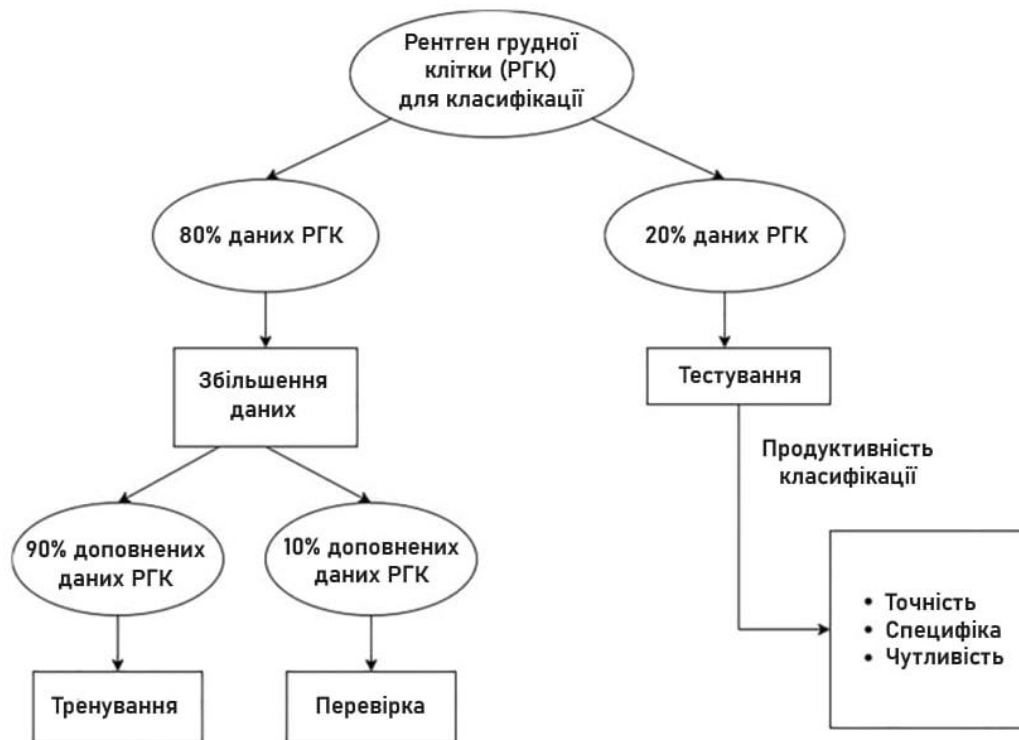 Рентген грудної
клітки (РГК)
для класифікації
80% даних РГК
20% даних РГК
Збільшення
даних
Тестування
Продуктивність
класифікації
90% доповнених
даних РГК
10% доповнених
даних РГК
• Точність
• Специфіка
• Чутливість
Тренування
Перевірка